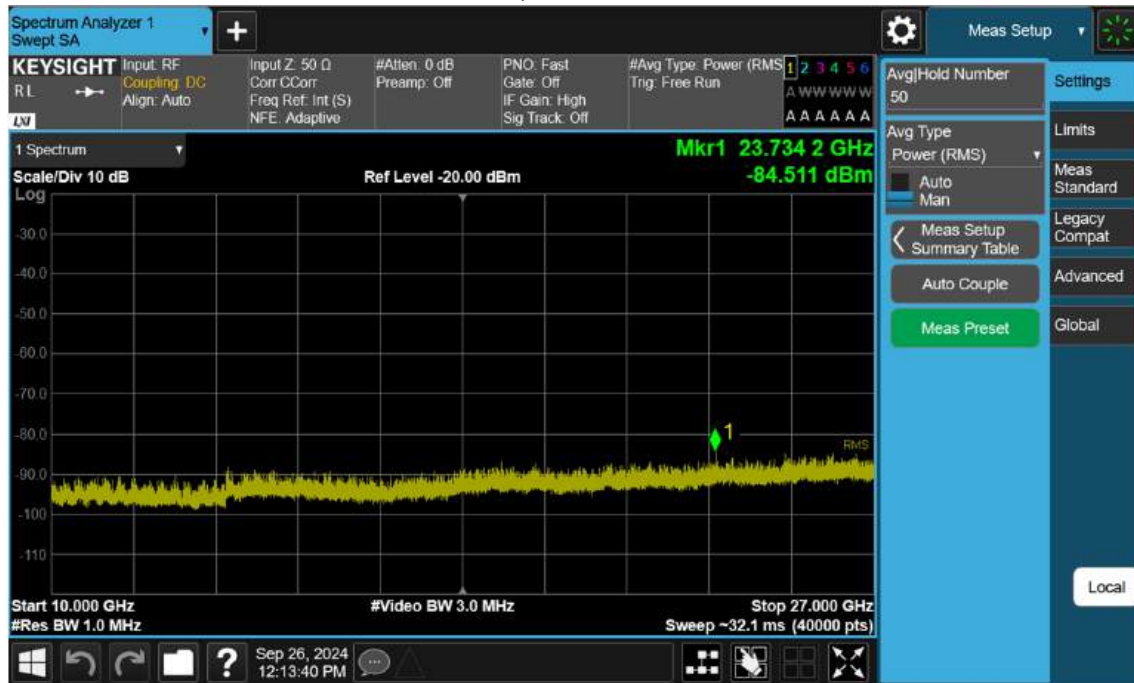 Spectrum Analyzer 1
Swept SA
+
Meas Setup
KEYSIGHT
RL
LXI
Input: RF
Coupling: DC
Align: Auto
Input Z: 50 Ω
Corr CCorr
Freq Ref: Int (S)
NFE: Adaptive
#Atten: 0 dB
Preamp: Off
PNO: Fast
Gate: Off
IF Gain: High
Sig Track: Off
#Avg Type: Power (RMS
Trig: Free Run
1 2 3 4 5 6
A W W W W W
A A A A A A
1 Spectrum
Scale/Div 10 dB
Log
Ref Level -20.00 dBm
Mkr1 23.734 2 GHz
-84.511 dBm
-30.0
-40.0
-50.0
-60.0
-70.0
-80.0
-90.0
-100
-110
1
RMS
Start 10.000 GHz
#Res BW 1.0 MHz
#Video BW 3.0 MHz
Stop 27.000 GHz
Sweep ~32.1 ms (40000 pts)
Avg|Hold Number
50
Avg Type
Power (RMS)
Auto
Man
Meas Setup
Summary Table
Auto Couple
Meas Preset
Settings
Limits
Meas
Standard
Legacy
Compat
Advanced
Global
Local
?
Sep 26, 2024
12:13:40 PM